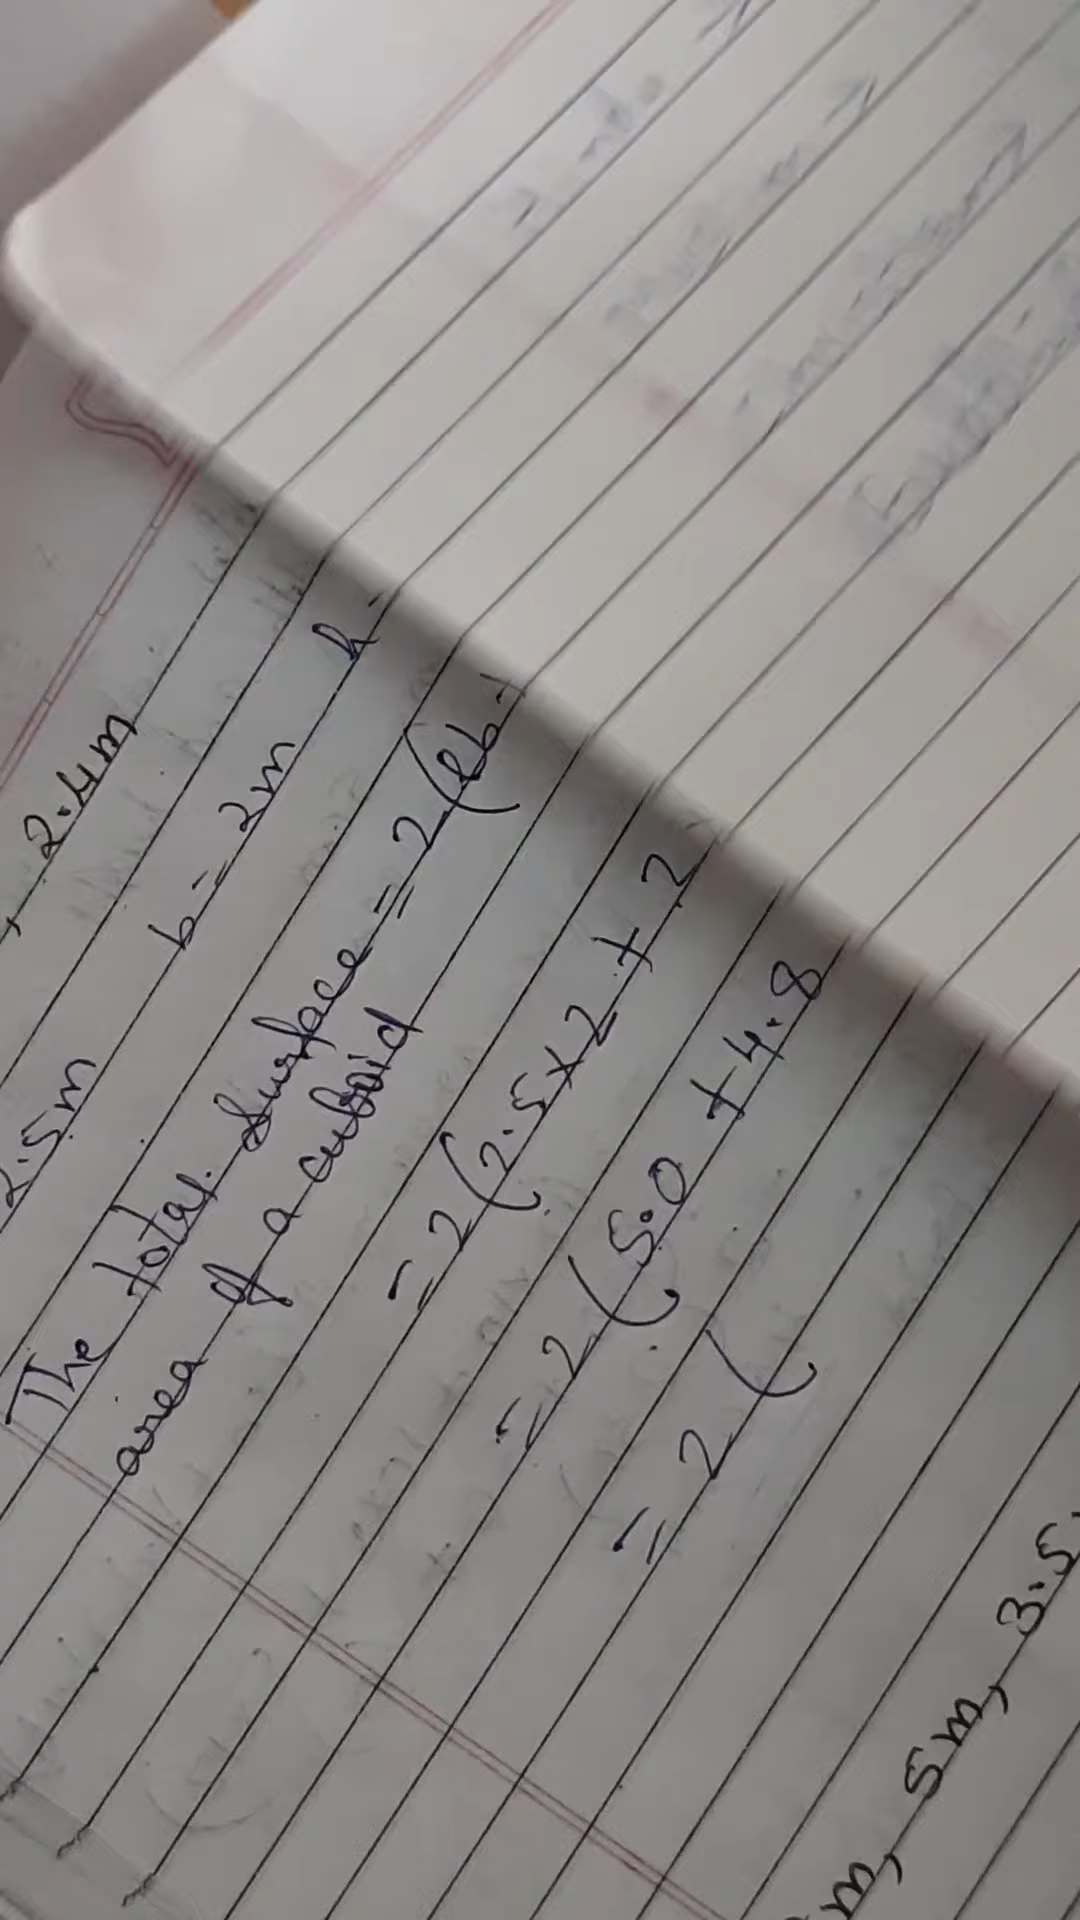 , 2.4m
2.5m b = 2m h
The total surface = 2 (lb
area of a cuboid
= 2 (2.5 x 2 + 2
= 2 (5.0 + 4.8
= 2 (
m, 5m, 3.5